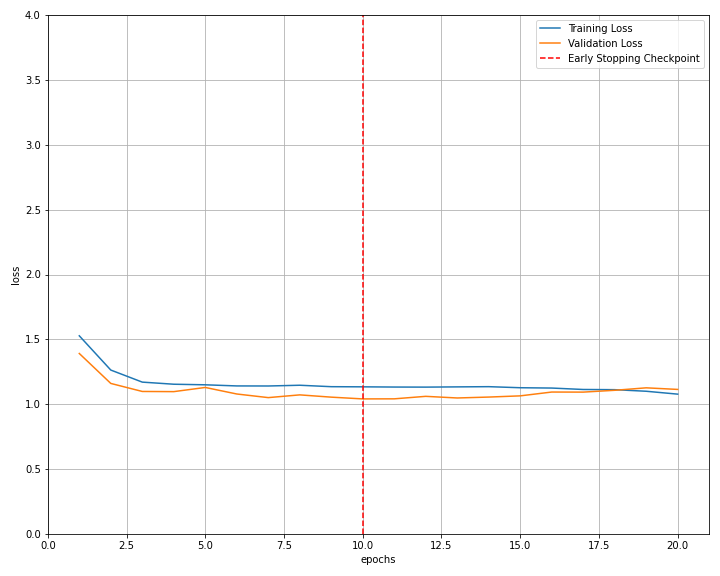 4.0
3.5
3.0
2.5
2.0
1.5
1.0
0.5
0.0
loss
Training Loss
Validation Loss
Early Stopping Checkpoint
0.0 2.5 5.0 7.5 10.0 12.5 15.0 17.5 20.0
epochs